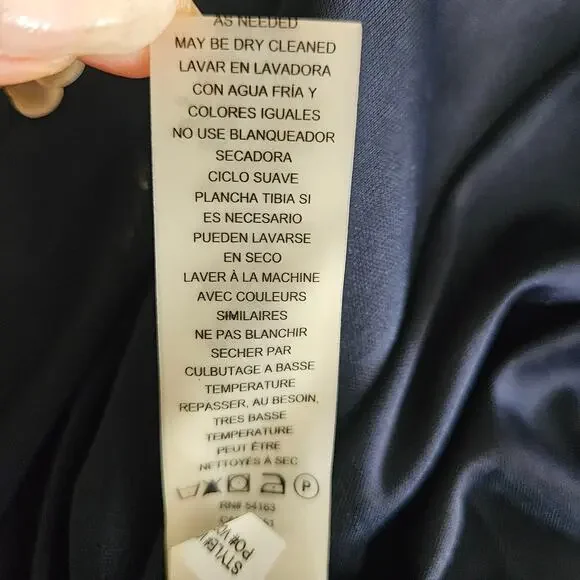 AS NEEDED
MAY BE DRY CLEANED
LAVAR EN LAVADORA
CON AGUA FRÍA Y
COLORES IGUALES
NO USE BLANQUEADOR
SECADORA
CICLO SUAVE
PLANCHA TIBIA SI
ES NECESARIO
PUEDEN LAVARSE
EN SECO
LAVER À LA MACHINE
AVEC COULEURS
SIMILAIRES
NE PAS BLANCHIR
SECHER PAR
CULBUTAGE A BASSE
TEMPERATURE
REPASSER, AU BESOIN,
TRES BASSE
TEMPERATURE
PEUT ÊTRE
NETTOYÉS À SEC
P
RN# 54163